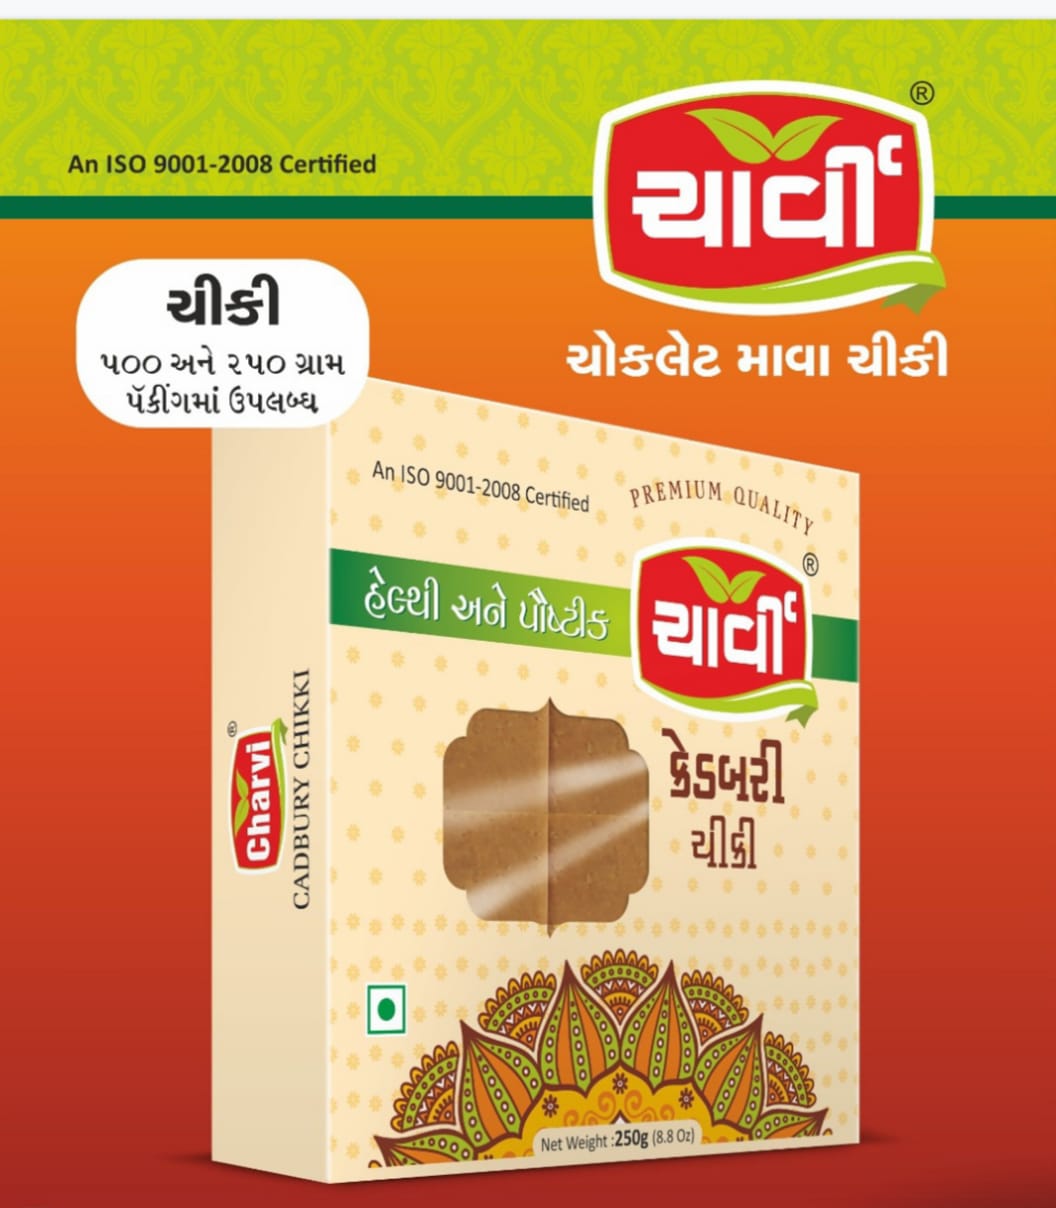 An ISO 9001-2008 Certified
ચાર્વી
®
ચીકી
૫૦૦ અને ૨૫૦ ગ્રામ
પૅકીંગમાં ઉપલબ્ધ
ચોકલેટ માવા ચીકી
An ISO 9001-2008 Certified
PREMIUM QUALITY
હેલ્થી અને પૌષ્ટીક
ચાર્વી
®
ક્રેડબરી
ચીક્રી
Charvi®
CADBURY CHIKKI
Net Weight :250g (8.8 Oz)